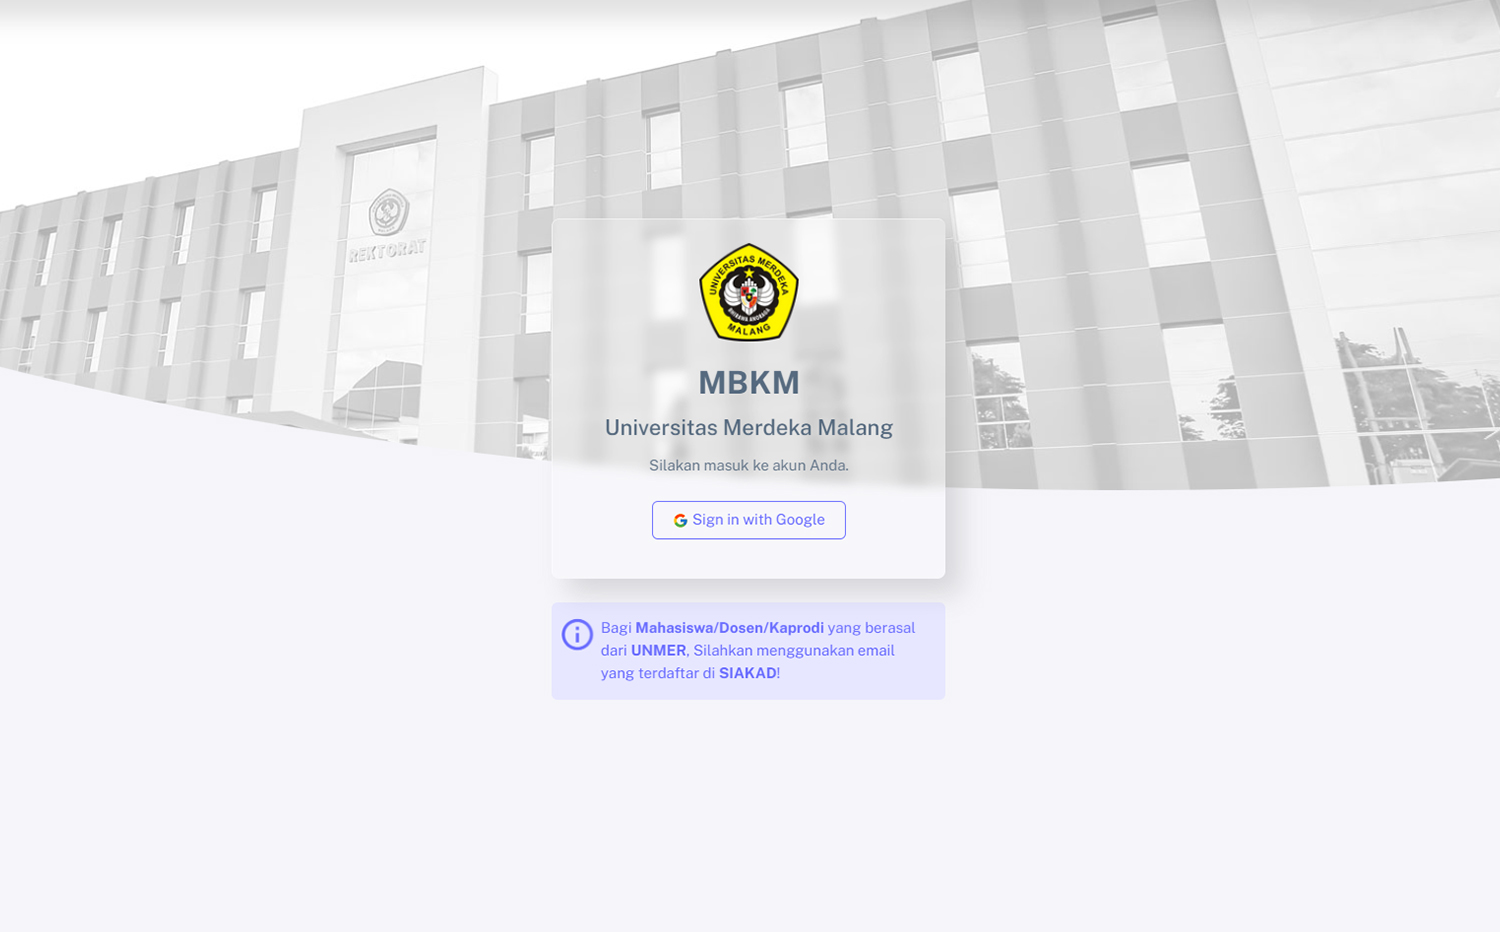 REKTORAT
UNIVERSITAS MERDEKA
MALANG
MBKM
Universitas Merdeka Malang
Silakan masuk ke akun Anda.
Sign in with Google
Bagi Mahasiswa/Dosen/Kaprodi yang berasal
dari UNMER, Silahkan menggunakan email
yang terdaftar di SIAKAD!